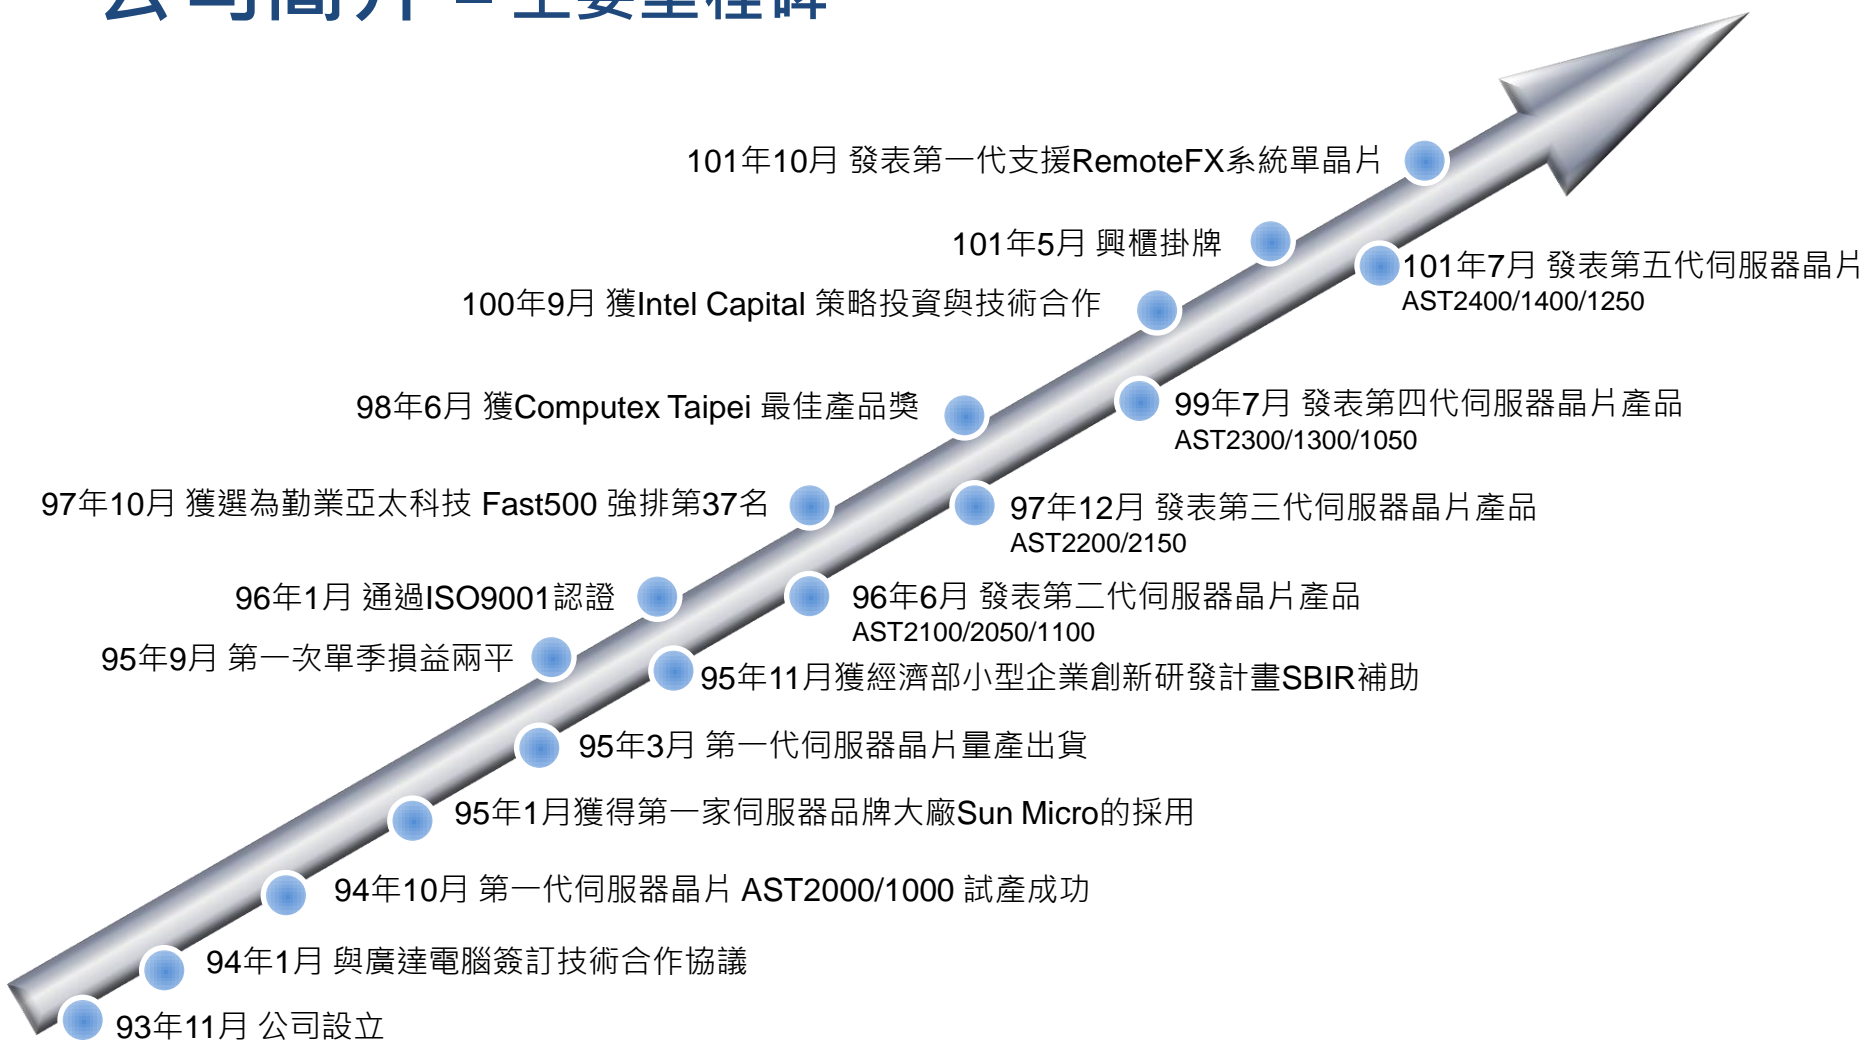 公司簡介 – 主要里程碑
101年10月 發表第一代支援RemoteFX系統單晶片
101年5月 興櫃掛牌
101年7月 發表第五代伺服器晶片
AST2400/1400/1250
100年9月 獲Intel Capital 策略投資與技術合作
98年6月 獲Computex Taipei 最佳產品獎
99年7月 發表第四代伺服器晶片產品
AST2300/1300/1050
97年10月 獲選為勤業亞太科技 Fast500 強排第37名
97年12月 發表第三代伺服器晶片產品
AST2200/2150
96年1月 通過ISO9001認證
96年6月 發表第二代伺服器晶片產品
AST2100/2050/1100
95年9月 第一次單季損益兩平
95年11月獲經濟部小型企業創新研發計畫SBIR補助
95年3月 第一代伺服器晶片量產出貨
95年1月獲得第一家伺服器品牌大廠Sun Micro的採用
94年10月 第一代伺服器晶片 AST2000/1000 試產成功
94年1月 與廣達電腦簽訂技術合作協議
93年11月 公司設立